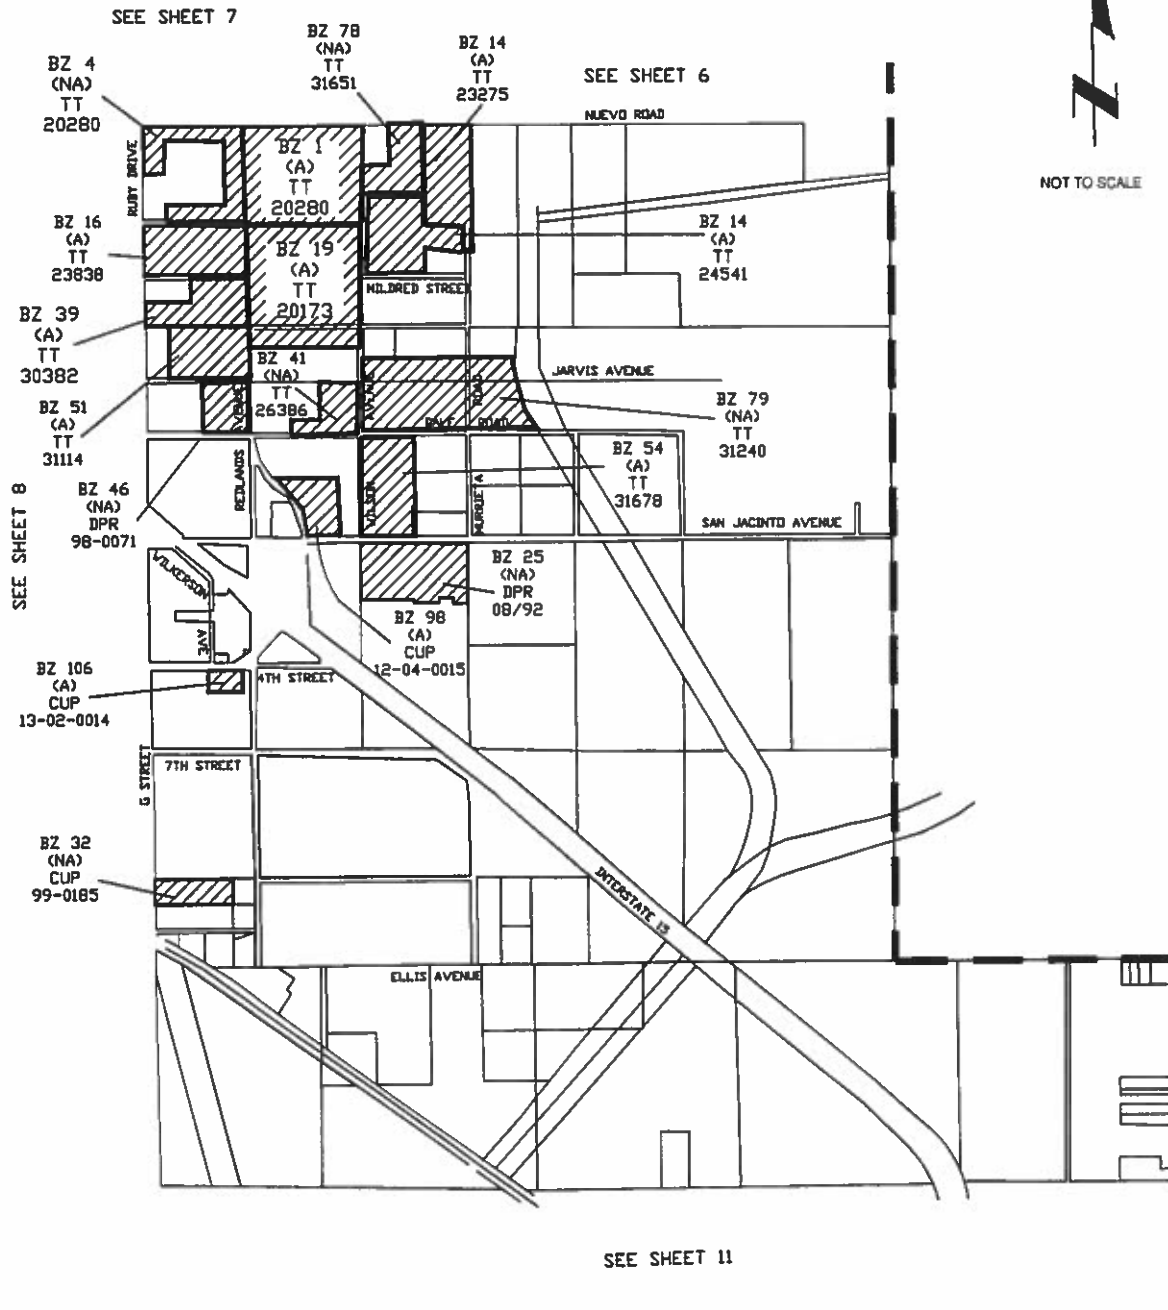 SEE SHEET 7
BZ 78
(NA)
TT
31651
BZ 14
(A)
TT
23275
SEE SHEET 6
BZ 4
(NA)
TT
20280
NUEVO ROAD
NOT TO SCALE
RUBY DRIVE
BZ 1
(A)
TT
20280
BZ 16
(A)
TT
23838
BZ 19
(A)
TT
20173
BZ 14
(A)
TT
24541
MILDRED STREET
BZ 39
(A)
TT
30382
BZ 41
(NA)
TT
26386
JARVIS AVENUE
AVENUE
AVENUE
ROAD
DALE ROAD
BZ 79
(NA)
TT
31240
BZ 51
(A)
TT
31114
BZ 54
(A)
TT
31678
REDLANDS
WILSON
MURRIETA
SAN JACINTO AVENUE
BZ 46
(NA)
DPR
98-0071
SEE SHEET 8
WILKERSON
AVE
BZ 25
(NA)
DPR
08/92
BZ 98
(A)
CUP
12-04-0015
BZ 106
(A)
CUP
13-02-0014
4TH STREET
G STREET
7TH STREET
BZ 32
(NA)
CUP
99-0185
INTERSTATE 15
ELLIS AVENUE
SEE SHEET 11